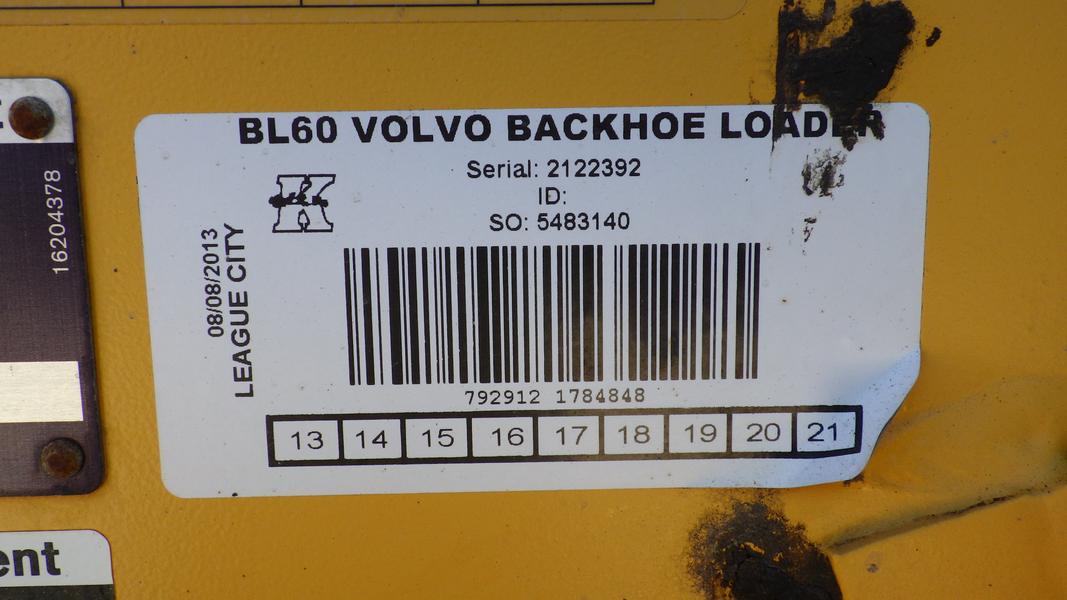 BL60 VOLVO BACKHOE LOADER
Serial: 2122392
ID:
SO: 5483140
08/08/2013
LEAGUE CITY
792912 1784848
13 14 15 16 17 18 19 20 21
16204378
ent